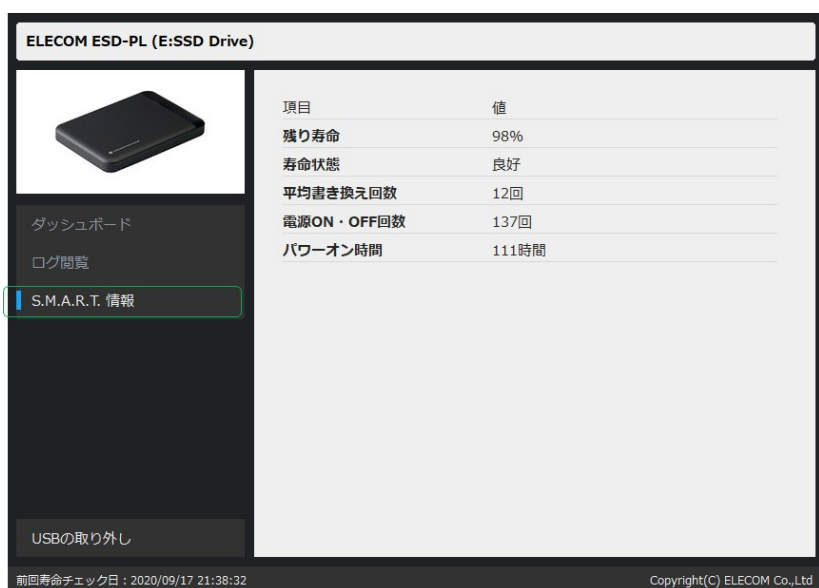 ELECOM ESD-PL (E:SSD Drive)
項目 値
残り寿命 98%
寿命状態 良好
平均書き換え回数 12回
電源ON・OFF回数 137回
パワーオン時間 111時間
ダッシュボード
ログ閲覧
S.M.A.R.T. 情報
USBの取り外し
前回寿命チェック日：2020/09/17 21:38:32
Copyright(C) ELECOM Co.,Ltd